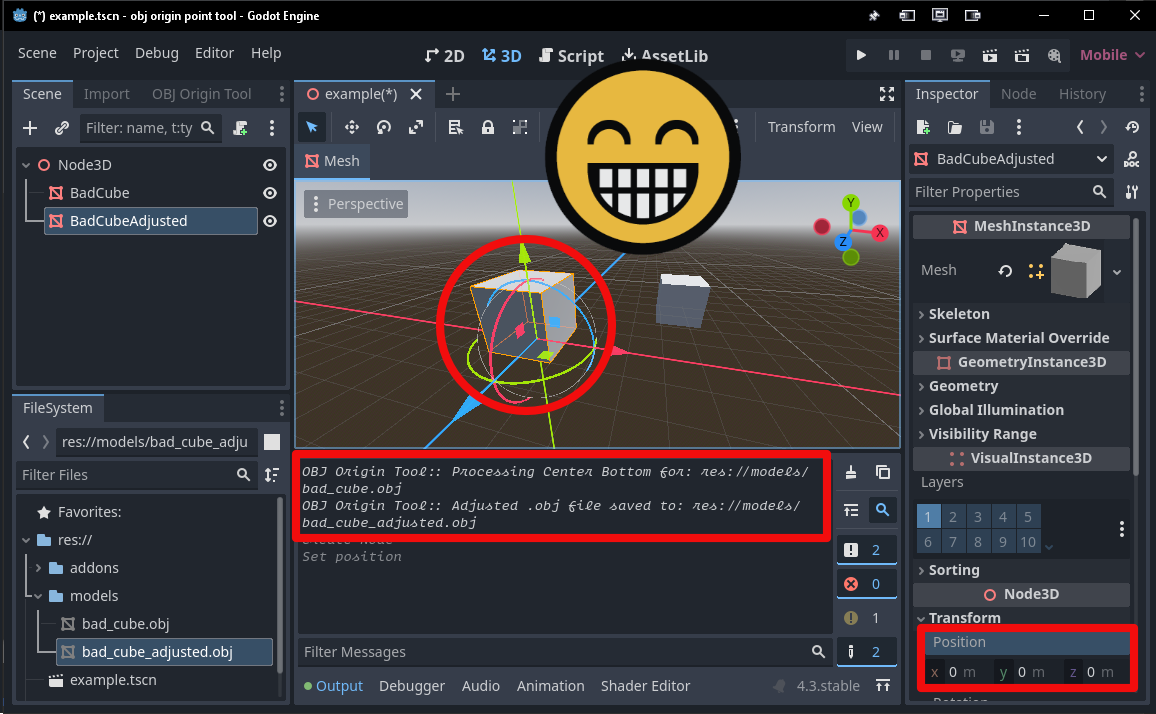 (*) example.tscn - obj origin point tool - Godot Engine
Scene Project Debug Editor Help
2D 3D Script AssetLib
Mobile
Scene Import OBJ Origin Tool
Filter: name, t:ty
Node3D
BadCube
BadCubeAdjusted
FileSystem
res://models/bad_cube_adju
Filter Files
Favorites:
res://
addons
models
bad_cube.obj
bad_cube_adjusted.obj
example.tscn
example(*)
Transform View
Mesh
Perspective
Y
X
Z
OBJ Origin Tool:: Processing Center Bottom for: res://models/
bad_cube.obj
OBJ Origin Tool:: Adjusted .obj file saved to: res://models/
bad_cube_adjusted.obj
Create Node
Set position
2
0
1
2
Filter Messages
Output Debugger Audio Animation Shader Editor 4.3.stable
Inspector Node History
BadCubeAdjusted
Filter Properties
MeshInstance3D
Mesh
Skeleton
Surface Material Override
GeometryInstance3D
Geometry
Global Illumination
Visibility Range
VisualInstance3D
Layers
1 2 3 4 5
6 7 8 9 10
Sorting
Node3D
Transform
Position
x 0 m y 0 m z 0 m
Rotation